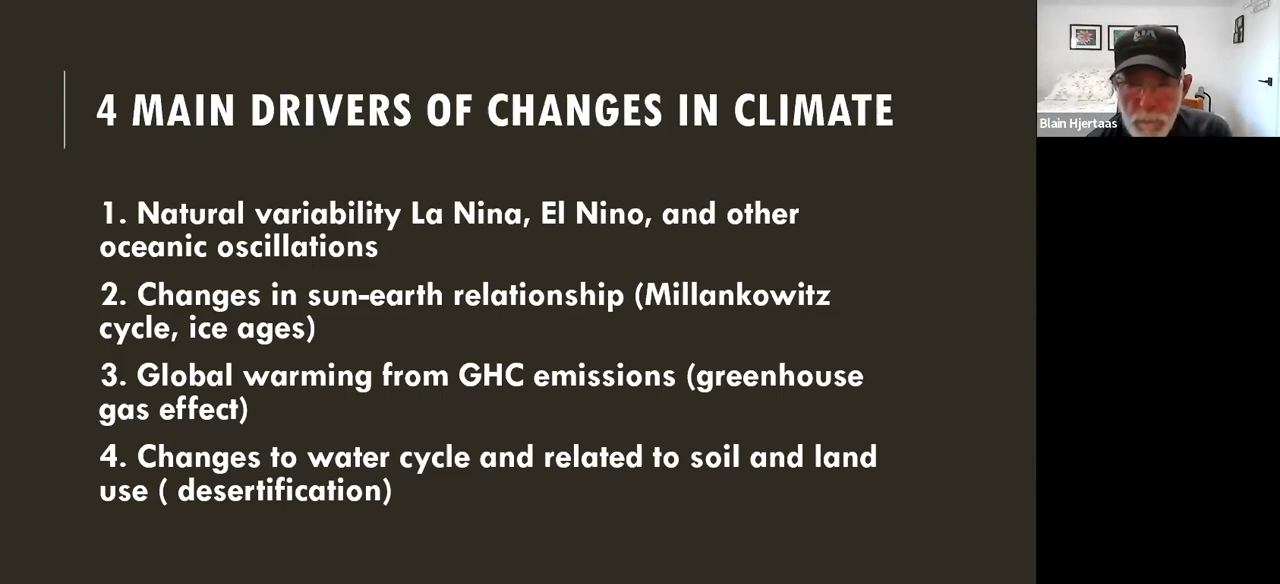 4 MAIN DRIVERS OF CHANGES IN CLIMATE
1. Natural variability La Nina, El Nino, and other
oceanic oscillations
2. Changes in sun-earth relationship (Millankowitz
cycle, ice ages)
3. Global warming from GHC emissions (greenhouse
gas effect)
4. Changes to water cycle and related to soil and land
use ( desertification)
Blain Hjertaas